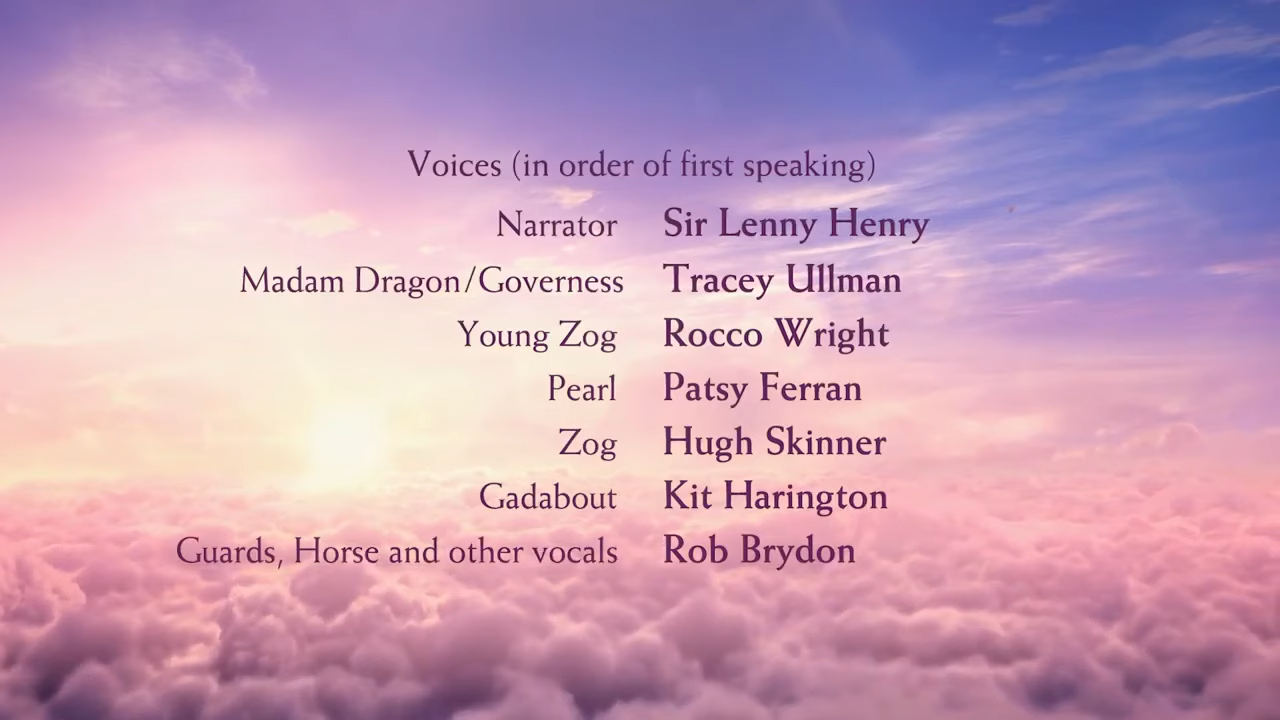 Voices (in order of first speaking)
Narrator Sir Lenny Henry
Madam Dragon/Governess Tracey Ullman
Young Zog Rocco Wright
Pearl Patsy Ferran
Zog Hugh Skinner
Gadabout Kit Harington
Guards, Horse and other vocals Rob Brydon